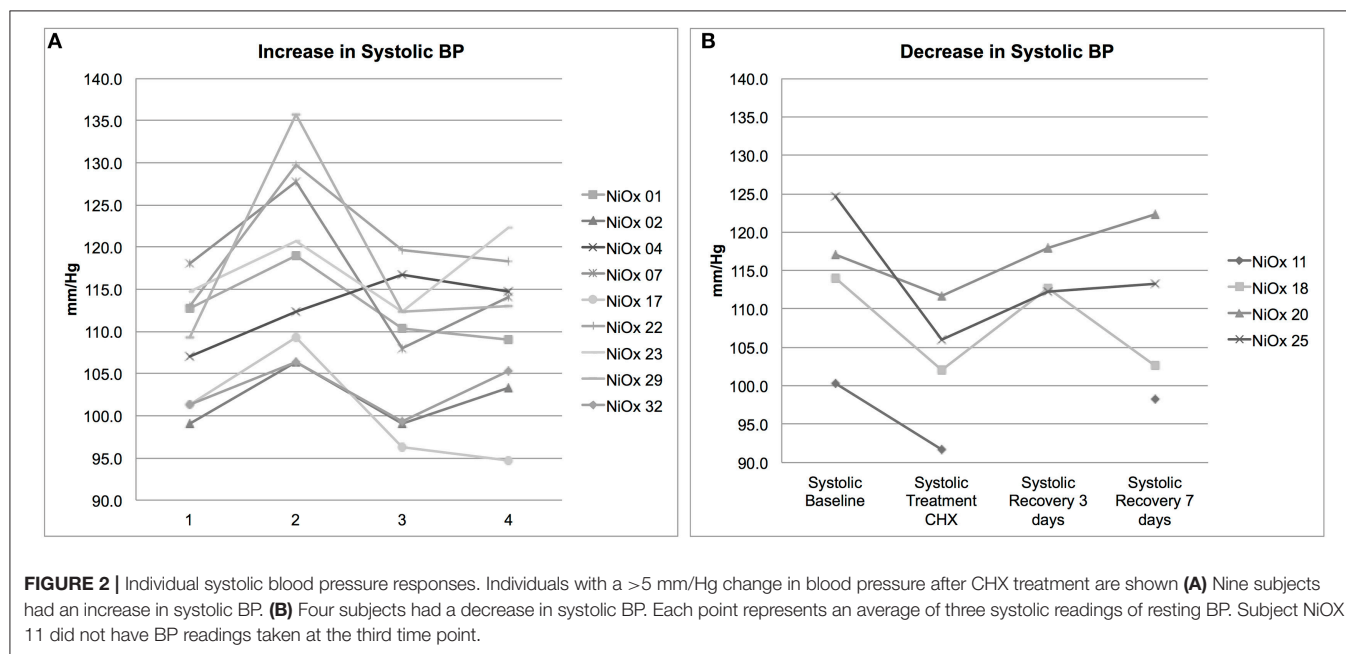 A
Increase in Systolic BP
140.0
135.0
130.0
125.0
120.0
115.0
110.0
105.0
100.0
95.0
90.0
mm/Hg
1 2 3 4
NiOx 01
NiOx 02
NiOx 04
NiOx 07
NiOx 17
NiOx 22
NiOx 23
NiOx 29
NiOx 32
B
Decrease in Systolic BP
140.0
135.0
130.0
125.0
120.0
115.0
110.0
105.0
100.0
95.0
90.0
mm/Hg
Systolic Baseline
Systolic Treatment CHX
Systolic Recovery 3 days
Systolic Recovery 7 days
NiOx 11
NiOx 18
NiOx 20
NiOx 25
FIGURE 2 | Individual systolic blood pressure responses. Individuals with a >5 mm/Hg change in blood pressure after CHX treatment are shown (A) Nine subjects
had an increase in systolic BP. (B) Four subjects had a decrease in systolic BP. Each point represents an average of three systolic readings of resting BP. Subject NiOX
11 did not have BP readings taken at the third time point.